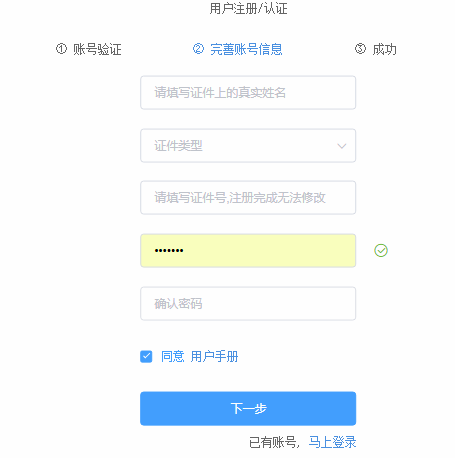 用户注册/认证
① 账号验证 ② 完善账号信息 ③ 成功
请填写证件上的真实姓名
证件类型
请填写证件号,注册完成无法修改
•••••••
确认密码
同意 用户手册
下一步
已有账号, 马上登录